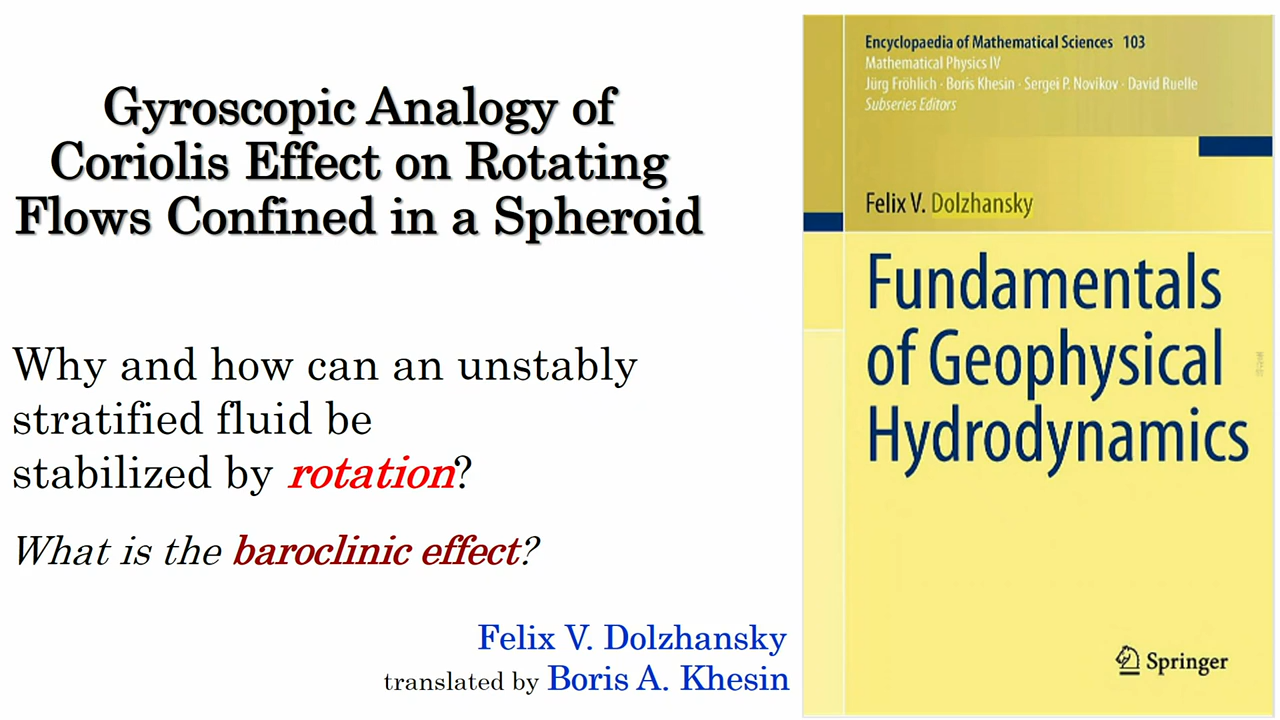 Gyroscopic Analogy of
Coriolis Effect on Rotating
Flows Confined in a Spheroid
Why and how can an unstably
stratified fluid be
stabilized by rotation?
What is the baroclinic effect?
Felix V. Dolzhansky
translated by Boris A. Khesin
Encyclopaedia of Mathematical Sciences 103
Mathematical Physics IV
Jürg Fröhlich · Boris Khesin · Sergei P. Novikov · David Ruelle
Subseries Editors
Felix V. Dolzhansky
Fundamentals
of Geophysical
Hydrodynamics
Springer